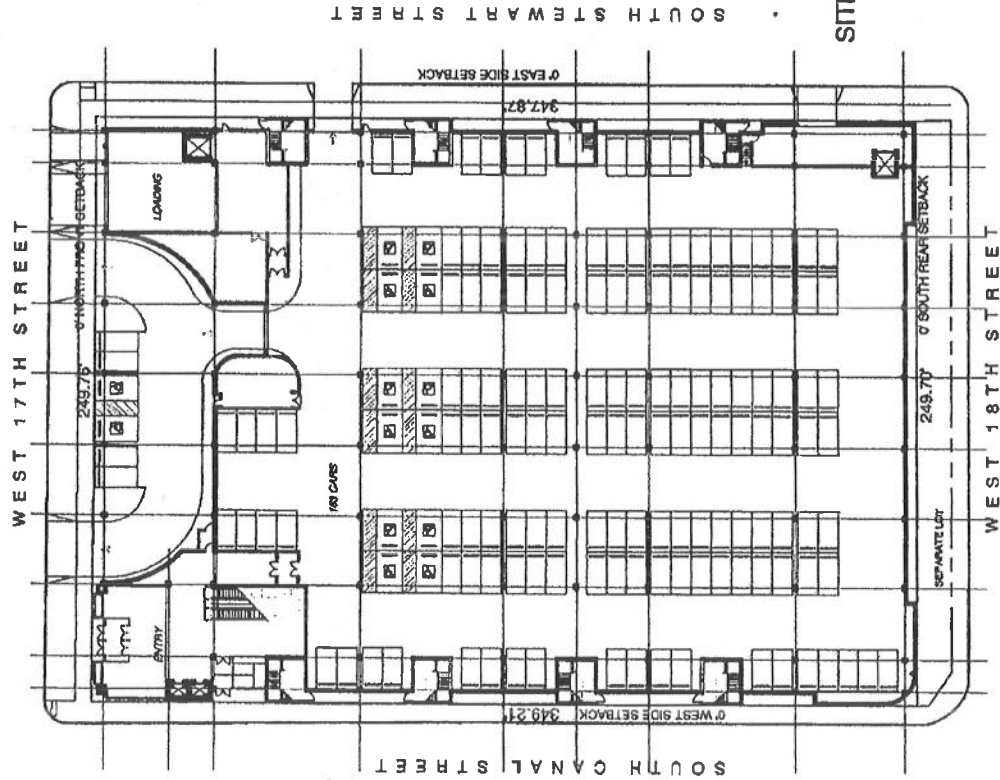 SOUTH STEWART STREET
SITE
0' EAST SIDE SETBACK
347.87'
WEST 17TH STREET
0' NORTH FRONT SETBACK
249.75'
LOADING
163 CARS
ENTRY
0' SOUTH REAR SETBACK
249.70'
SEPARATE LOT
WEST 18TH STREET
349.21'
0' WEST SIDE SETBACK
SOUTH CANAL STREET